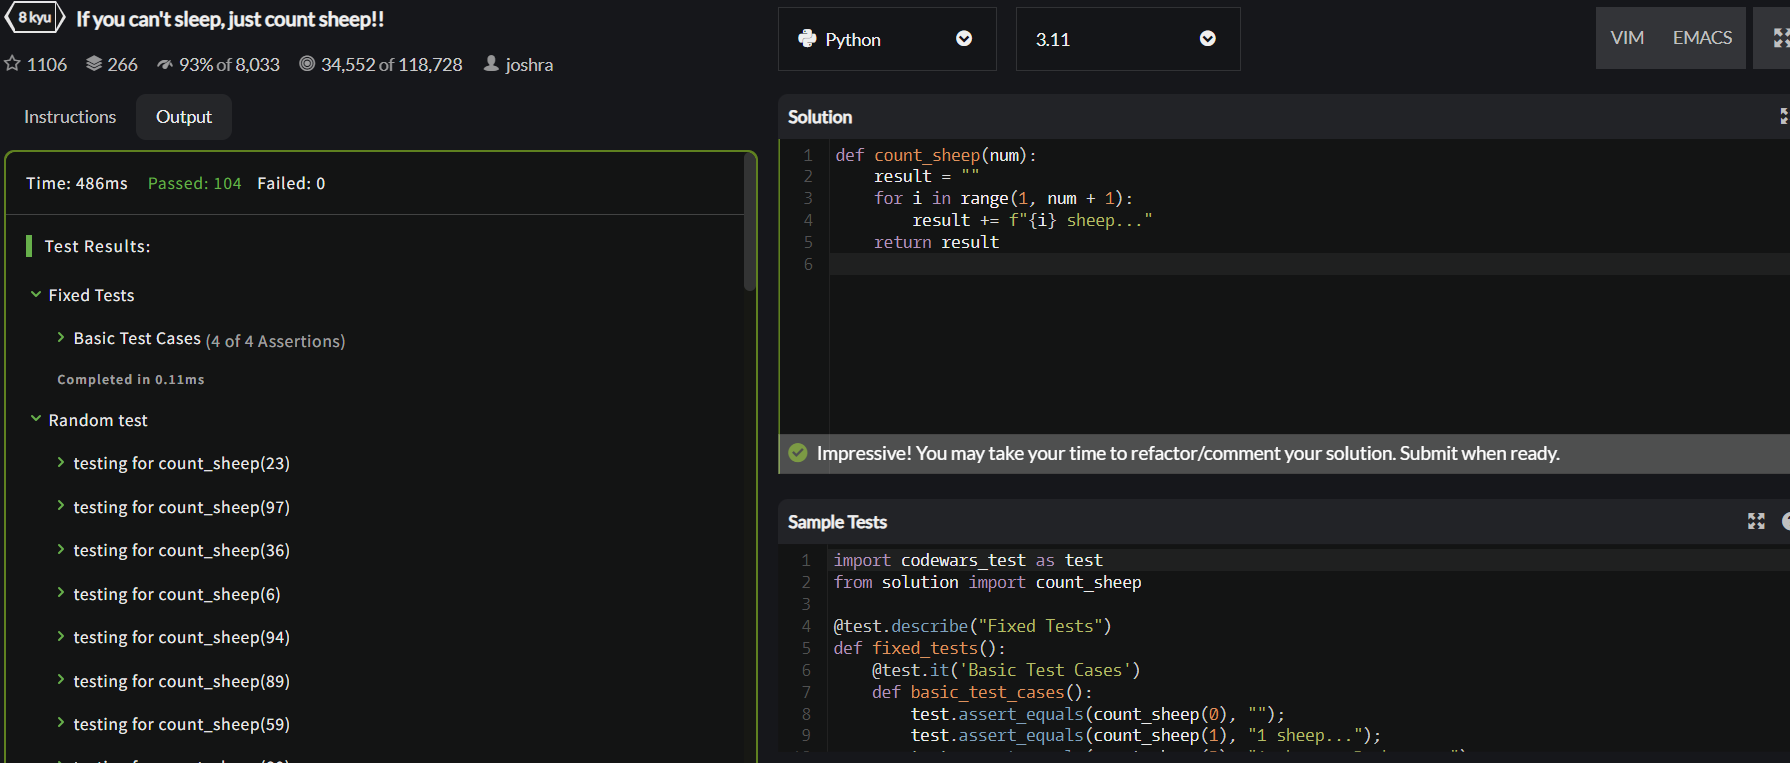 8 kyu If you can't sleep, just count sheep!!
1106 266 93% of 8,033 34,552 of 118,728 joshra
Instructions Output
Time: 486ms Passed: 104 Failed: 0
Test Results:
Fixed Tests
Basic Test Cases (4 of 4 Assertions)
Completed in 0.11ms
Random test
testing for count_sheep(23)
testing for count_sheep(97)
testing for count_sheep(36)
testing for count_sheep(6)
testing for count_sheep(94)
testing for count_sheep(89)
testing for count_sheep(59)
Python 3.11 VIM EMACS
Solution
1 def count_sheep(num):
2     result = ""
3     for i in range(1, num + 1):
4         result += f"{i} sheep..."
5     return result
6
Impressive! You may take your time to refactor/comment your solution. Submit when ready.
Sample Tests
1 import codewars_test as test
2 from solution import count_sheep
3
4 @test.describe("Fixed Tests")
5 def fixed_tests():
6     @test.it('Basic Test Cases')
7     def basic_test_cases():
8         test.assert_equals(count_sheep(0), "");
9         test.assert_equals(count_sheep(1), "1 sheep...");